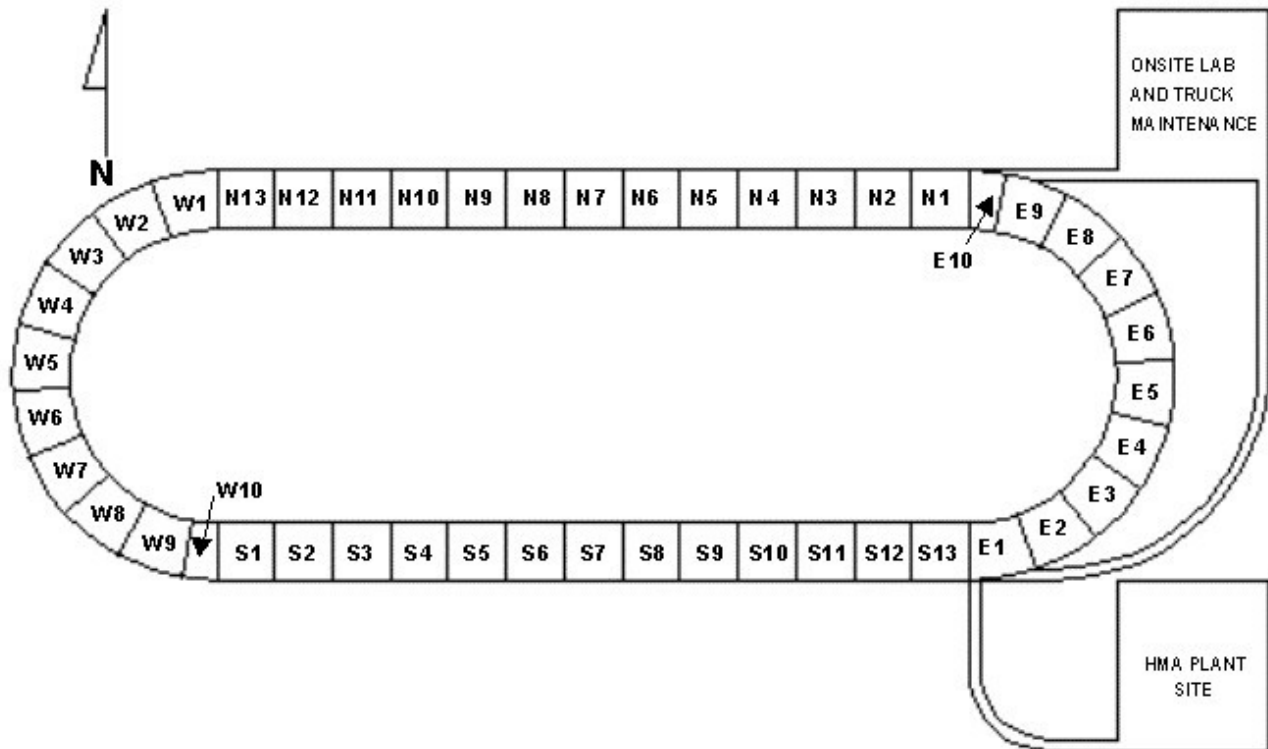 ONSITE LAB
AND TRUCK
MAINTENANCE
N
W1 N13 N12 N11 N10 N9 N8 N7 N6 N5 N4 N3 N2 N1 E9
W2 E8
W3 E10 E7
W4 E6
W5 E5
W6 E4
W7 W10 E3
W8 E2
W9 S1 S2 S3 S4 S5 S6 S7 S8 S9 S10 S11 S12 S13 E1
HMA PLANT
SITE